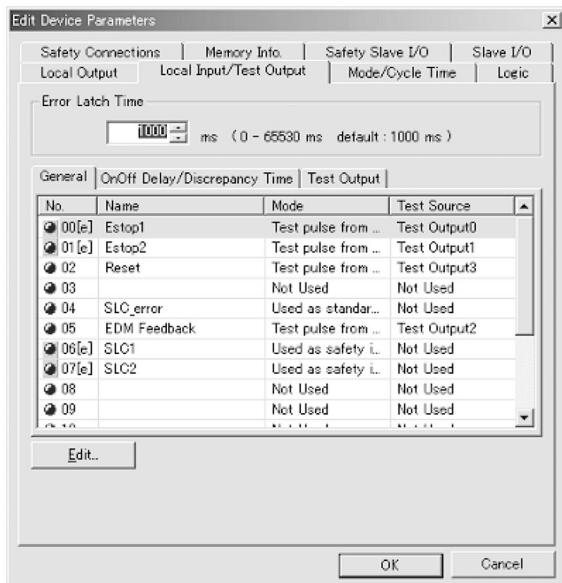 Edit Device Parameters
Safety Connections Memory Info. Safety Slave I/O Slave I/O
Local Output Local Input/Test Output Mode/Cycle Time Logic
Error Latch Time
1000 ms ( 0 - 65530 ms default : 1000 ms )
General OnOff Delay/Discrepancy Time Test Output
No. Name Mode Test Source
00[e] Estop1 Test pulse from ... Test Output0
01[e] Estop2 Test pulse from ... Test Output1
02 Reset Test pulse from ... Test Output3
03 Not Used Not Used
04 SLC_error Used as standar... Not Used
05 EDM Feedback Test pulse from ... Test Output2
06[e] SLC1 Used as safety i... Not Used
07[e] SLC2 Used as safety i... Not Used
08 Not Used Not Used
09 Not Used Not Used
Edit..
OK Cancel